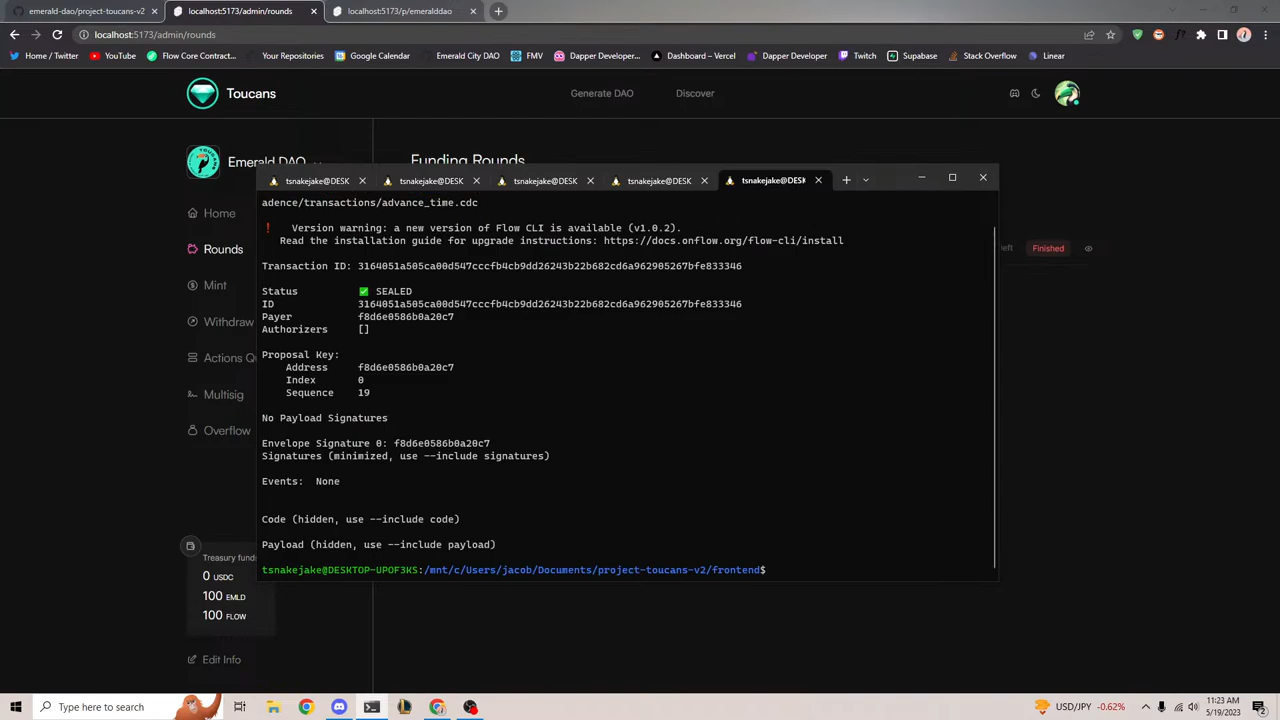 emerald-dao/project-toucans-v2
localhost:5173/admin/rounds
localhost:5173/p/emeralddao
localhost:5173/admin/rounds
Home / Twitter
YouTube
Flow Core Contract...
Your Repositories
Google Calendar
Emerald City DAO
FMV
Dapper Developer...
Dashboard – Vercel
Dapper Developer...
Twitch
Supabase
Stack Overflow
Linear
Toucans
Generate DAO
Discover
Emerald DAO
Funding Rounds
tsnakejake@DESK
tsnakejake@DESK
tsnakejake@DESK
tsnakejake@DESK
tsnakejake@DESK
Home
Rounds
Mint
Withdraw
Actions Q
Multisig
Overflow
left
Finished
adence/transactions/advance_time.cdc
❗ Version warning: a new version of Flow CLI is available (v1.0.2).
Read the installation guide for upgrade instructions: https://docs.onflow.org/flow-cli/install
Transaction ID: 3164051a505ca00d547cccfb4cb9dd26243b22b682cd6a962905267bfe833346
Status ✅ SEALED
ID 3164051a505ca00d547cccfb4cb9dd26243b22b682cd6a962905267bfe833346
Payer f8d6e0586b0a20c7
Authorizers []
Proposal Key:
Address f8d6e0586b0a20c7
Index 0
Sequence 19
No Payload Signatures
Envelope Signature 0: f8d6e0586b0a20c7
Signatures (minimized, use --include signatures)
Events: None
Code (hidden, use --include code)
Payload (hidden, use --include payload)
tsnakejake@DESKTOP-UPOF3KS:/mnt/c/Users/jacob/Documents/project-toucans-v2/frontend$
Treasury fund
0 USDC
100 EMLD
100 FLOW
Edit Info
Type here to search
USD/JPY -0.62%
11:23 AM
5/19/2023
2